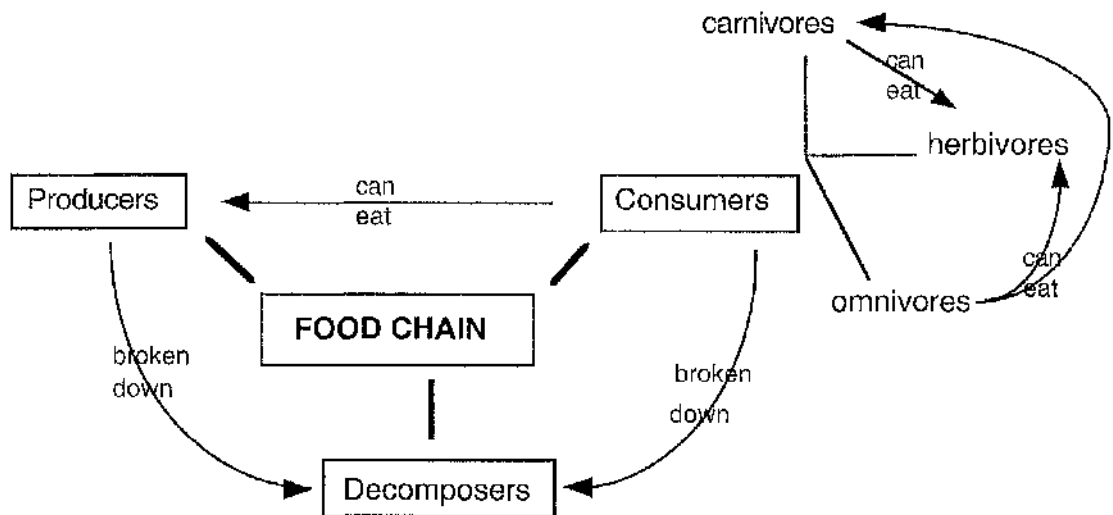 carnivores
can
eat
herbivores
Producers
can
eat
Consumers
can
eat
omnivores
FOOD CHAIN
broken
down
broken
down
Decomposers